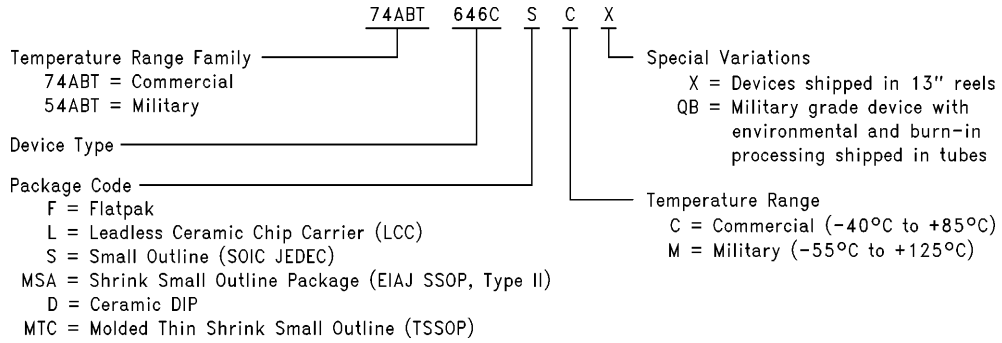 74ABT 646C S C X
Temperature Range Family
74ABT = Commercial
54ABT = Military
Device Type
Package Code
F = Flatpak
L = Leadless Ceramic Chip Carrier (LCC)
S = Small Outline (SOIC JEDEC)
MSA = Shrink Small Outline Package (EIAJ SSOP, Type II)
D = Ceramic DIP
MTC = Molded Thin Shrink Small Outline (TSSOP)
Special Variations
X = Devices shipped in 13" reels
QB = Military grade device with
environmental and burn-in
processing shipped in tubes
Temperature Range
C = Commercial (-40°C to +85°C)
M = Military (-55°C to +125°C)